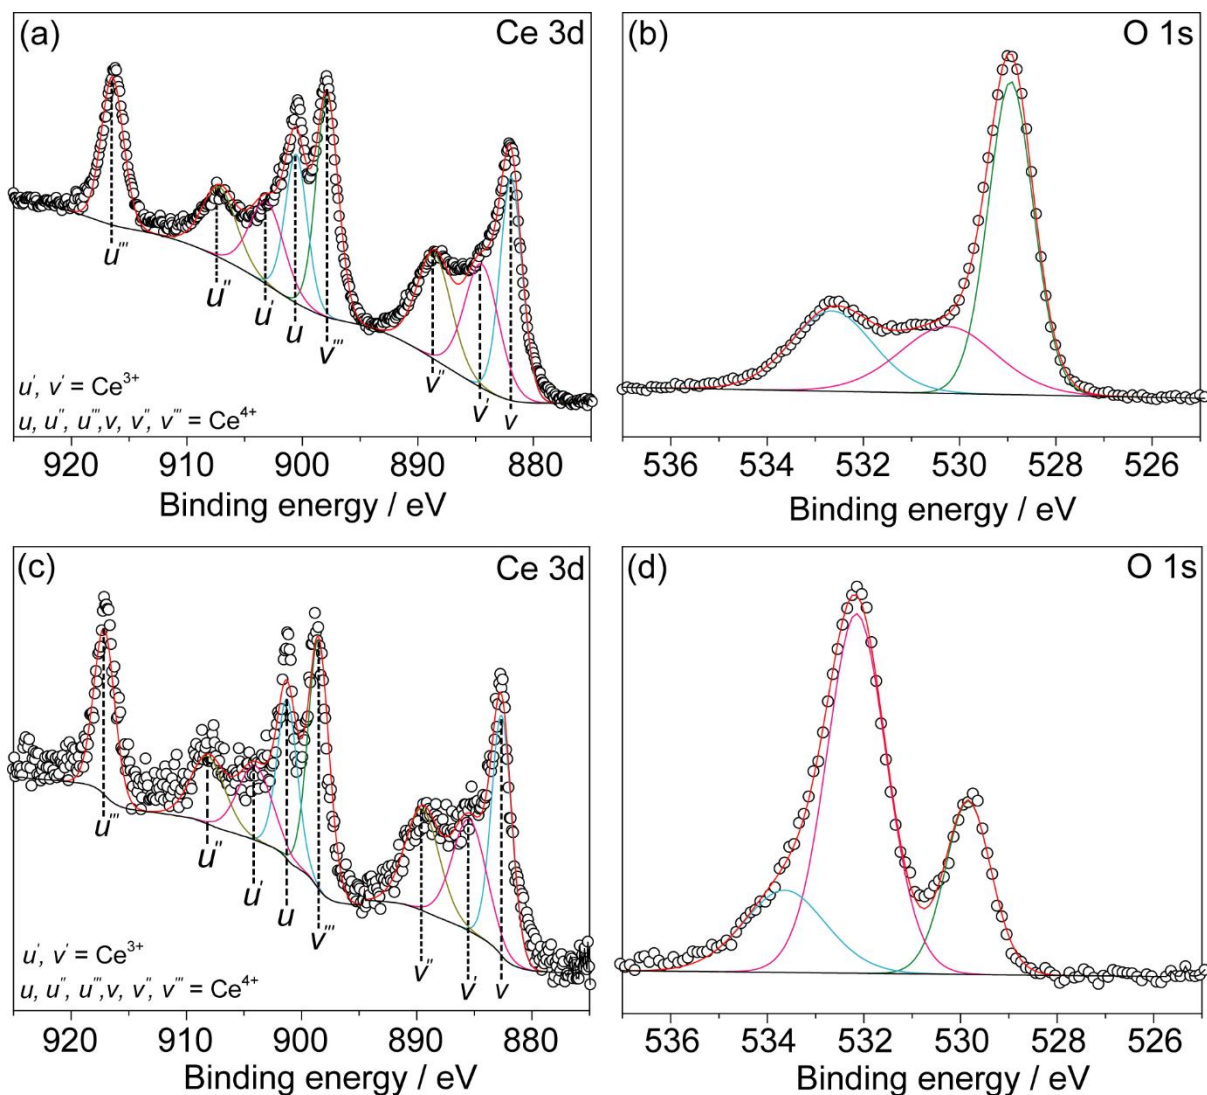 (a) Ce 3d
u''' u'' u' u v''' v'' v' v
u', v' = Ce³⁺
u, u'', u''',v, v'', v''' = Ce⁴⁺
920 910 900 890 880
Binding energy / eV
(b) O 1s
536 534 532 530 528 526
Binding energy / eV
(c) Ce 3d
u''' u'' u' u v''' v'' v' v
u', v' = Ce³⁺
u, u'', u''',v, v'', v''' = Ce⁴⁺
920 910 900 890 880
Binding energy / eV
(d) O 1s
536 534 532 530 528 526
Binding energy / eV